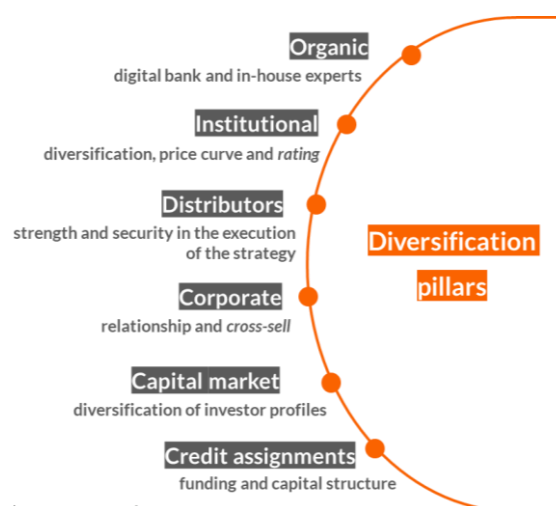 Organic
digital bank and in-house experts
Institutional
diversification, price curve and rating
Distributors
strength and security in the execution
of the strategy
Corporate
relationship and cross-sell
Capital market
diversification of investor profiles
Credit assignments
funding and capital structure
Diversification
pillars